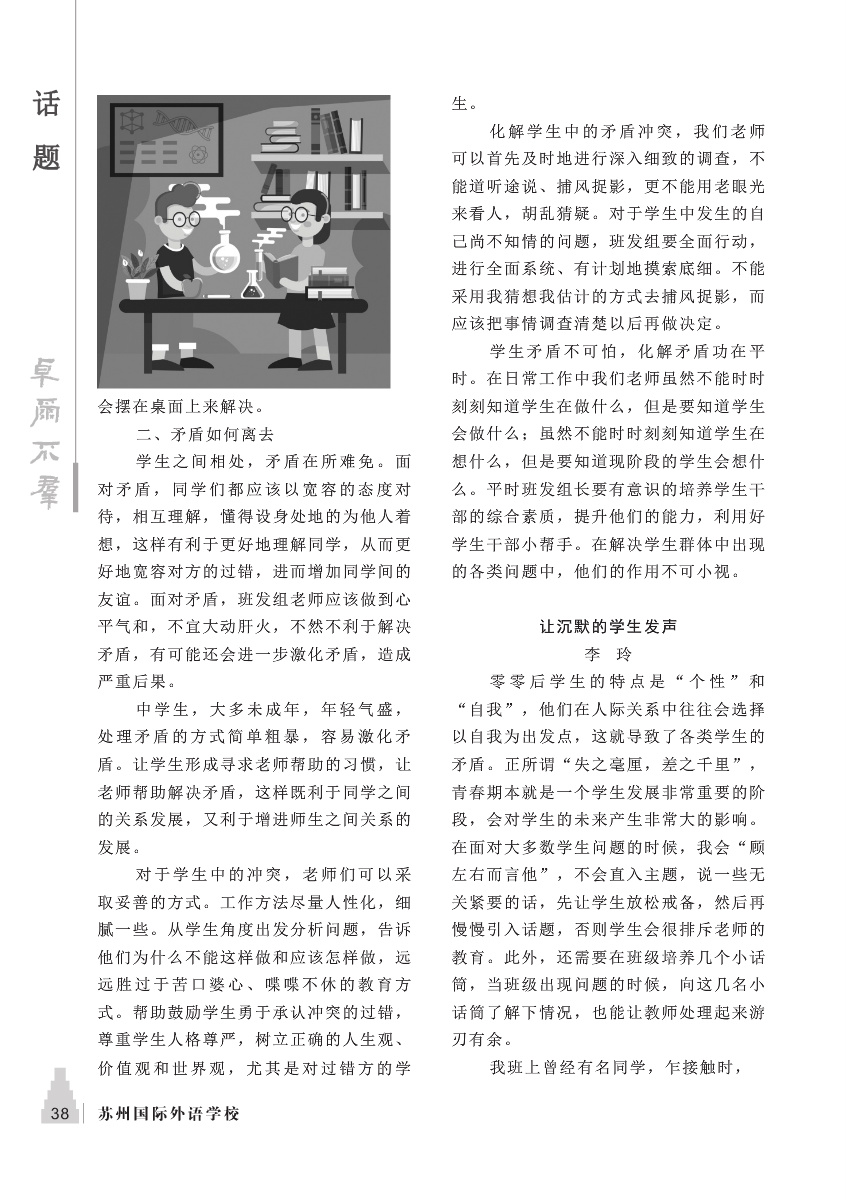 话
题
卓尔不群
会摆在桌面上来解决。
二、矛盾如何离去
学生之间相处，矛盾在所难免。面
对矛盾，同学们都应该以宽容的态度对
待，相互理解，懂得设身处地的为他人着
想，这样有利于更好地理解同学，从而更
好地宽容对方的过错，进而增加同学间的
友谊。面对矛盾，班发组老师应该做到心
平气和，不宜大动肝火，不然不利于解决
矛盾，有可能还会进一步激化矛盾，造成
严重后果。
中学生，大多未成年，年轻气盛，
处理矛盾的方式简单粗暴，容易激化矛
盾。让学生形成寻求老师帮助的习惯，让
老师帮助解决矛盾，这样既利于同学之间
的关系发展，又利于增进师生之间关系的
发展。
对于学生中的冲突，老师们可以采
取妥善的方式。工作方法尽量人性化，细
腻一些。从学生角度出发分析问题，告诉
他们为什么不能这样做和应该怎样做，远
远胜过于苦口婆心、喋喋不休的教育方
式。帮助鼓励学生勇于承认冲突的过错，
尊重学生人格尊严，树立正确的人生观、
价值观和世界观，尤其是对过错方的学
生。
化解学生中的矛盾冲突，我们老师
可以首先及时地进行深入细致的调查，不
能道听途说、捕风捉影，更不能用老眼光
来看人，胡乱猜疑。对于学生中发生的自
己尚不知情的问题，班发组要全面行动，
进行全面系统、有计划地摸索底细。不能
采用我猜想我估计的方式去捕风捉影，而
应该把事情调查清楚以后再做决定。
学生矛盾不可怕，化解矛盾功在平
时。在日常工作中我们老师虽然不能时时
刻刻知道学生在做什么，但是要知道学生
会做什么；虽然不能时时刻刻知道学生在
想什么，但是要知道现阶段的学生会想什
么。平时班发组长要有意识的培养学生干
部的综合素质，提升他们的能力，利用好
学生干部小帮手。在解决学生群体中出现
的各类问题中，他们的作用不可小视。
让沉默的学生发声
李　玲
零零后学生的特点是“个性”和
“自我”，他们在人际关系中往往会选择
以自我为出发点，这就导致了各类学生的
矛盾。正所谓“失之毫厘，差之千里”，
青春期本就是一个学生发展非常重要的阶
段，会对学生的未来产生非常大的影响。
在面对大多数学生问题的时候，我会“顾
左右而言他”，不会直入主题，说一些无
关紧要的话，先让学生放松戒备，然后再
慢慢引入话题，否则学生会很排斥老师的
教育。此外，还需要在班级培养几个小话
筒，当班级出现问题的时候，向这几名小
话筒了解下情况，也能让教师处理起来游
刃有余。
我班上曾经有名同学，乍接触时，
38 苏州国际外语学校